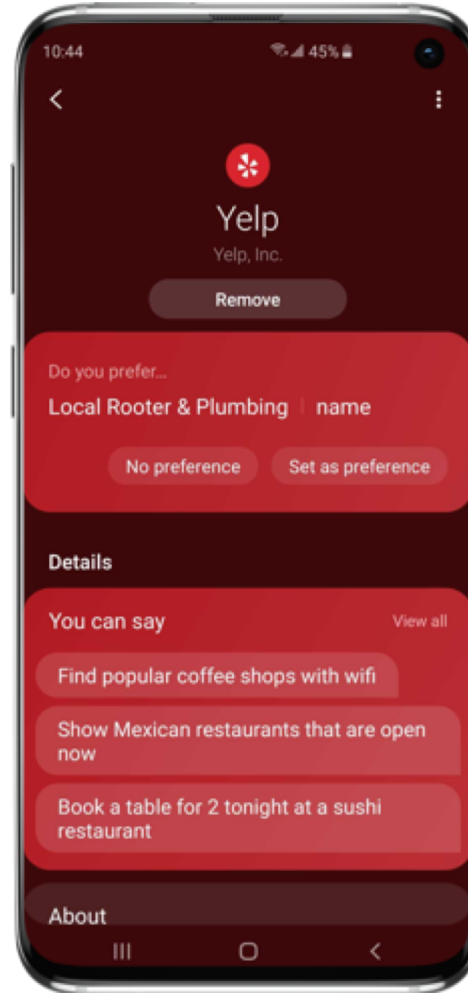 10:44 45%
Yelp
Yelp, Inc.
Remove
Do you prefer...
Local Rooter & Plumbing | name
No preference Set as preference
Details
You can say View all
Find popular coffee shops with wifi
Show Mexican restaurants that are open
now
Book a table for 2 tonight at a sushi
restaurant
About